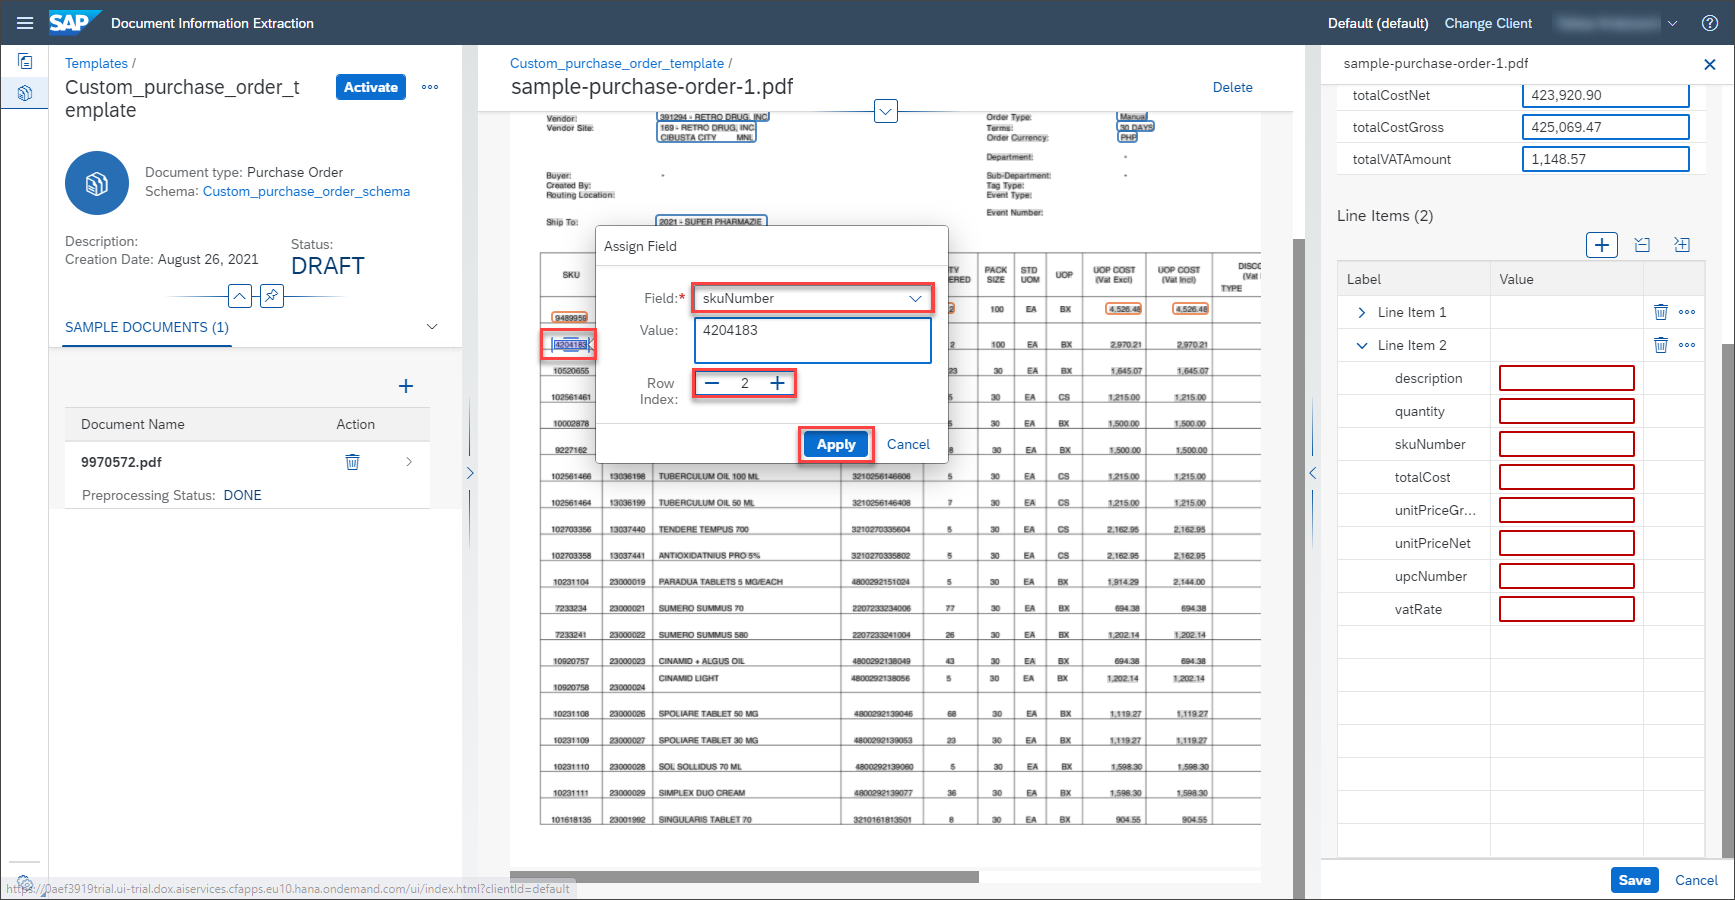 SAP Document Information Extraction
Default (default) Change Client
Templates /
Custom_purchase_order_t
emplate
Activate
Document type: Purchase Order
Schema: Custom_purchase_order_schema
Description:
Creation Date: August 26, 2021
Status:
DRAFT
SAMPLE DOCUMENTS (1)
Document Name Action
9970572.pdf
Preprocessing Status: DONE
https://0aef3919trial.ui-trial.dox.aiservices.cfapps.eu10.hana.ondemand.com/ui/index.html?clientId=default
Custom_purchase_order_template /
sample-purchase-order-1.pdf
Delete
Vendor: 391294 - RETRO DRUG, INC.
Vendor Site: 169 - RETRO DRUG, INC.
CIBUSTA CITY MNL
Order Type: Manual
Terms: 30 DAYS
Order Currency: PHP
Department: -
Buyer: -
Created By:
Routing Location:
Sub-Department: -
Tag Type:
Event Type:
Event Number:
Ship To: 2021 - SUPER PHARMAZIE
Assign Field
Field:* skuNumber
Value: 4204183
Row
Index: 2
Apply Cancel
SKU TY ERED PACK SIZE STD UOM UOP UOP COST (Vat Excl) UOP COST (Vat Incl) DISCO (Vat TYPE
9489959 2 100 EA BX 4,526.48 4,526.48
4204183 2 100 EA BX 2,970.21 2,970.21
10520655 23 30 EA BX 1,645.07 1,645.07
102561461 5 30 EA CS 1,215.00 1,215.00
10002878 5 30 EA BX 1,500.00 1,500.00
9227162 8 30 EA BX 1,500.00 1,500.00
102561466 13036198 TUBERCULUM OIL 100 ML 3210256146606 5 30 EA CS 1,215.00 1,215.00
102561464 13036199 TUBERCULUM OIL 50 ML 3210256146408 7 30 EA CS 1,215.00 1,215.00
102703356 13037440 TENDERE TEMPUS 700 3210270335604 5 30 EA CS 2,162.95 2,162.95
102703358 13037441 ANTIOXIDATNIUS PRO 5% 3210270335802 5 30 EA CS 2,162.95 2,162.95
10231104 23000019 PARADUA TABLETS 5 MG/EACH 4800292151024 5 30 EA BX 1,914.29 2,144.00
7233234 23000021 SUMERO SUMMUS 70 2207233234006 77 30 EA BX 694.38 694.38
7233241 23000022 SUMERO SUMMUS 580 2207233241004 26 30 EA BX 1,202.14 1,202.14
10920757 23000023 CINAMID + ALGUS OIL 4800292138049 43 30 EA BX 694.38 694.38
10920758 23000024 CINAMID LIGHT 4800292138056 5 30 EA BX 1,202.14 1,202.14
10231108 23000026 SPOLIARE TABLET 50 MG 4800292139046 68 30 EA BX 1,119.27 1,119.27
10231109 23000027 SPOLIARE TABLET 30 MG 4800292139053 23 30 EA BX 1,119.27 1,119.27
10231110 23000028 SOL SOLLIDUS 70 ML 4800292139060 5 30 EA BX 1,598.30 1,598.30
10231111 23000029 SIMPLEX DUO CREAM 4800292139077 36 30 EA BX 1,598.30 1,598.30
101618135 23001992 SINGULARIS TABLET 70 3210161813501 8 30 EA BX 904.55 904.55
sample-purchase-order-1.pdf
totalCostNet 423,920.90
totalCostGross 425,069.47
totalVATAmount 1,148.57
Line Items (2)
Label Value
Line Item 1
Line Item 2
description
quantity
skuNumber
totalCost
unitPriceGr...
unitPriceNet
upcNumber
vatRate
Save Cancel